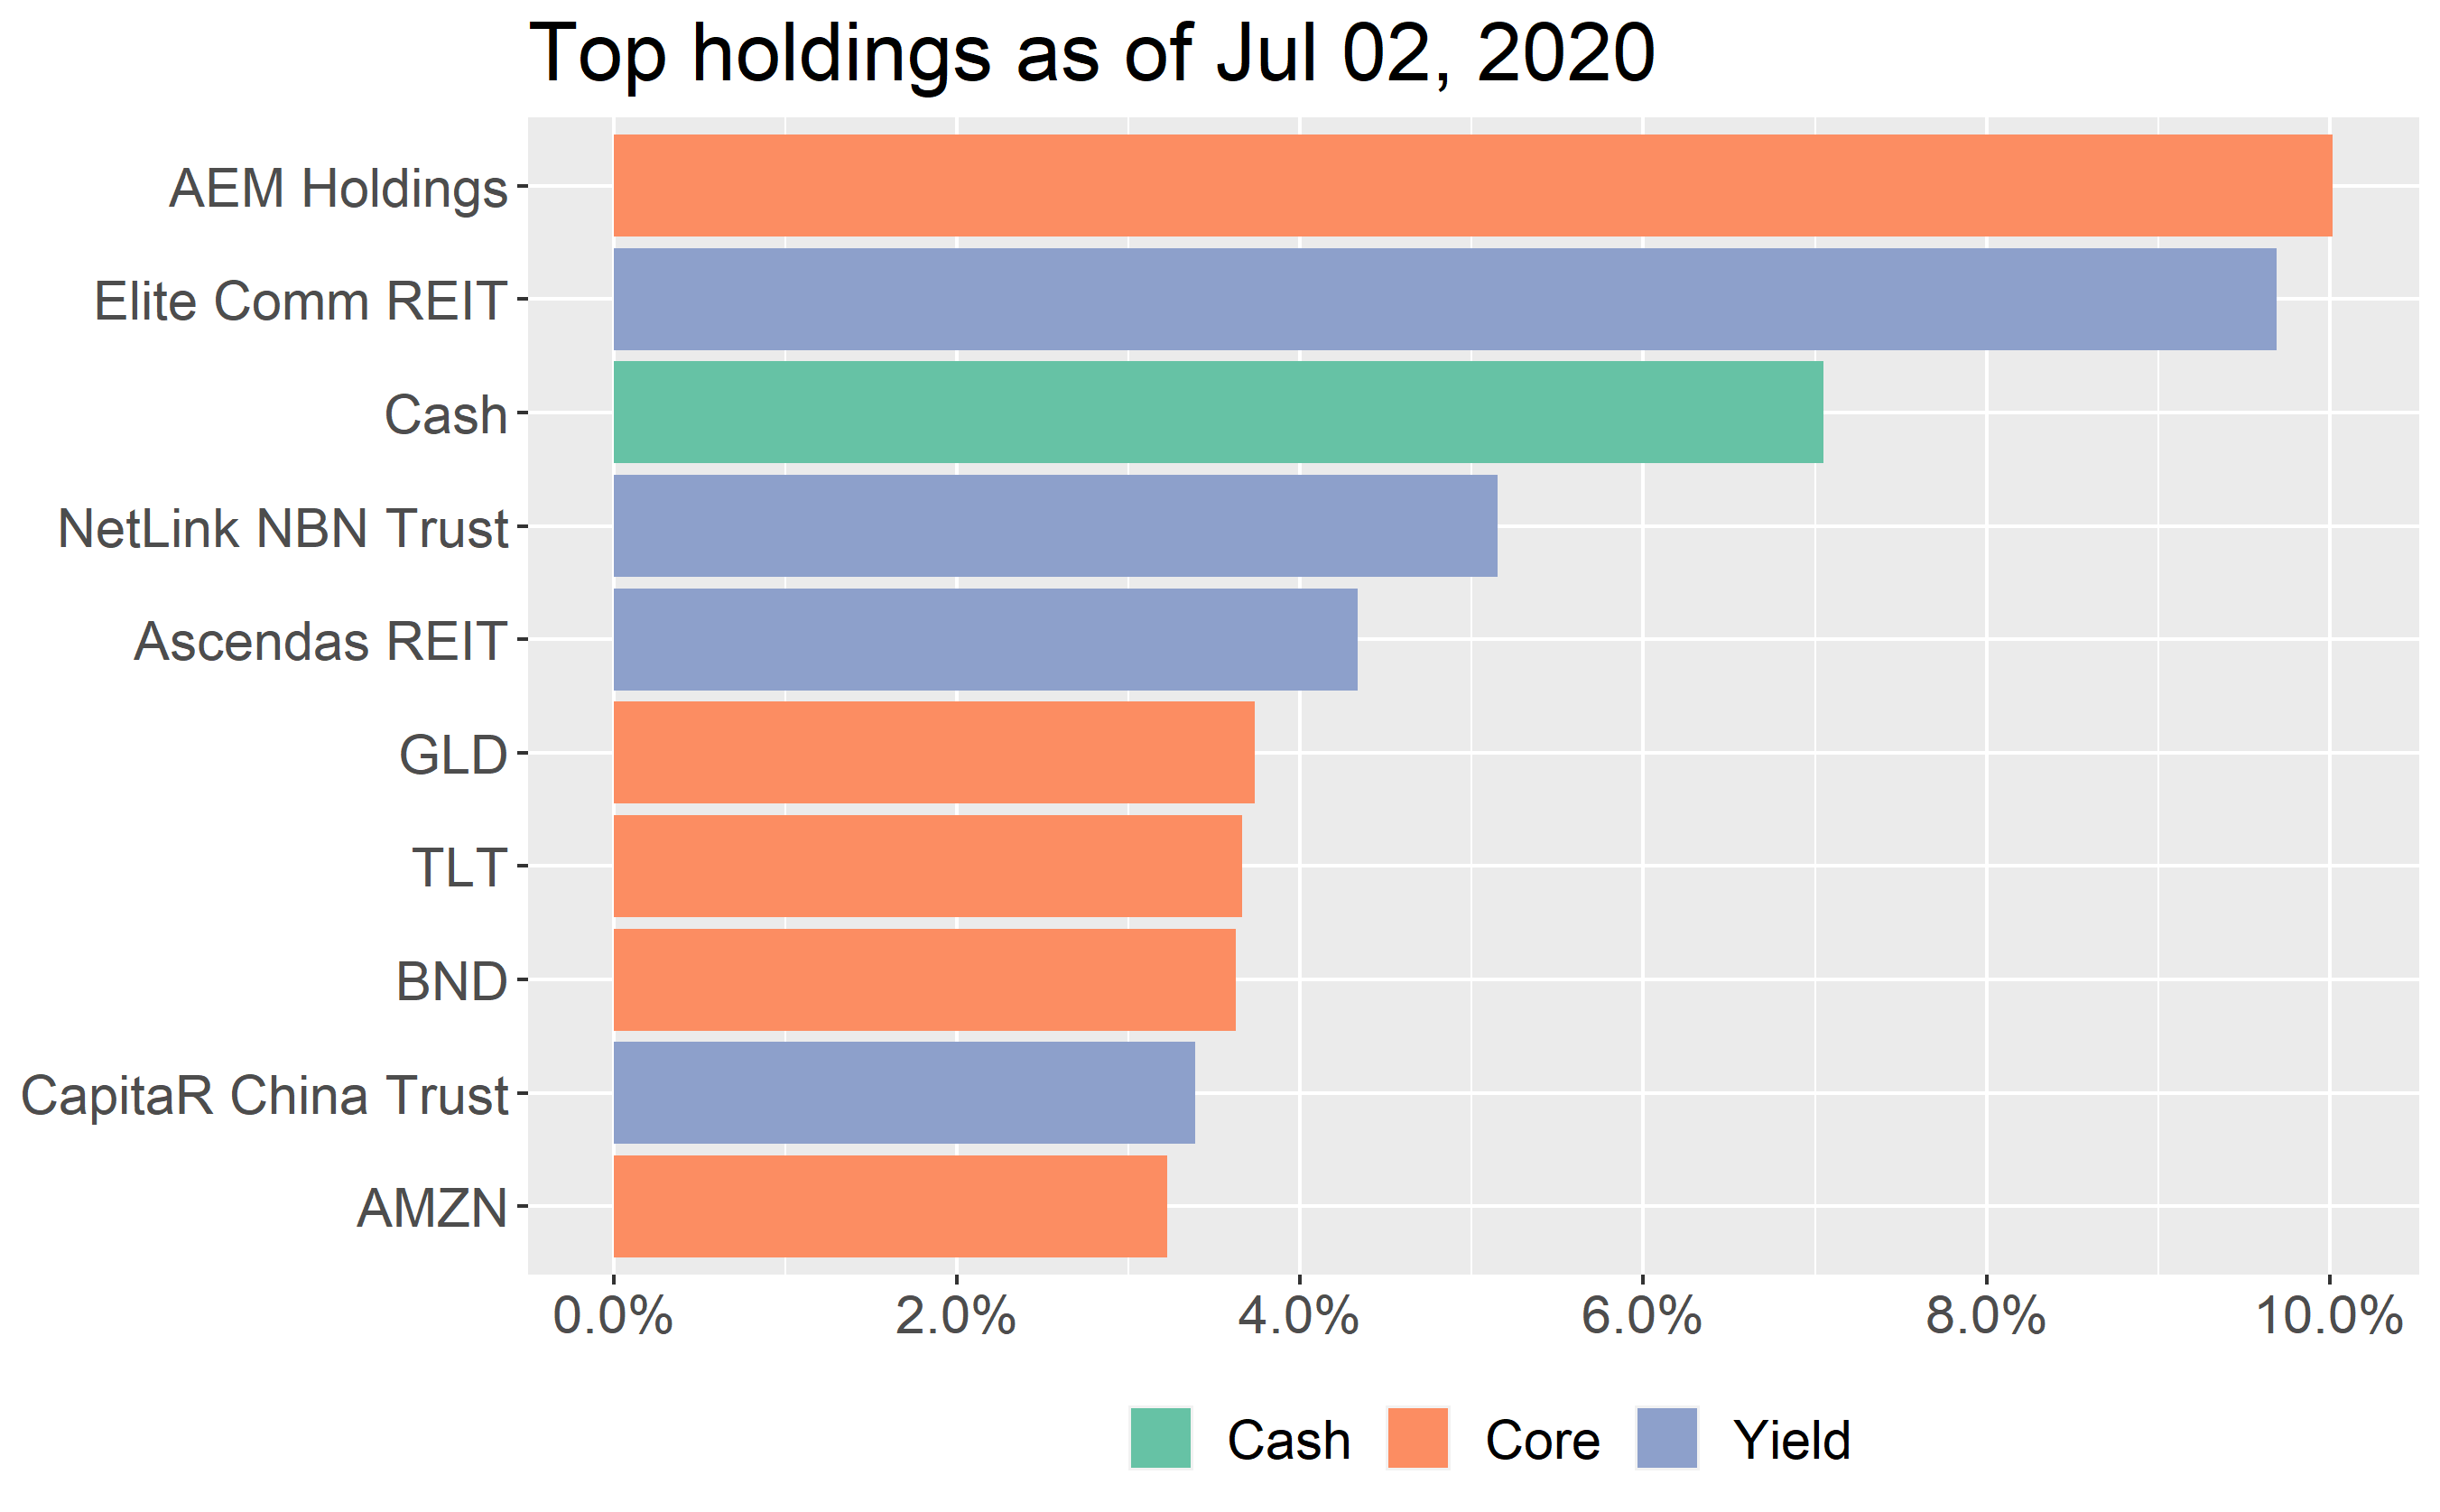 Top holdings as of Jul 02, 2020
AEM Holdings
Elite Comm REIT
Cash
NetLink NBN Trust
Ascendas REIT
GLD
TLT
BND
CapitaR China Trust
AMZN
0.0% 2.0% 4.0% 6.0% 8.0% 10.0%
Cash Core Yield